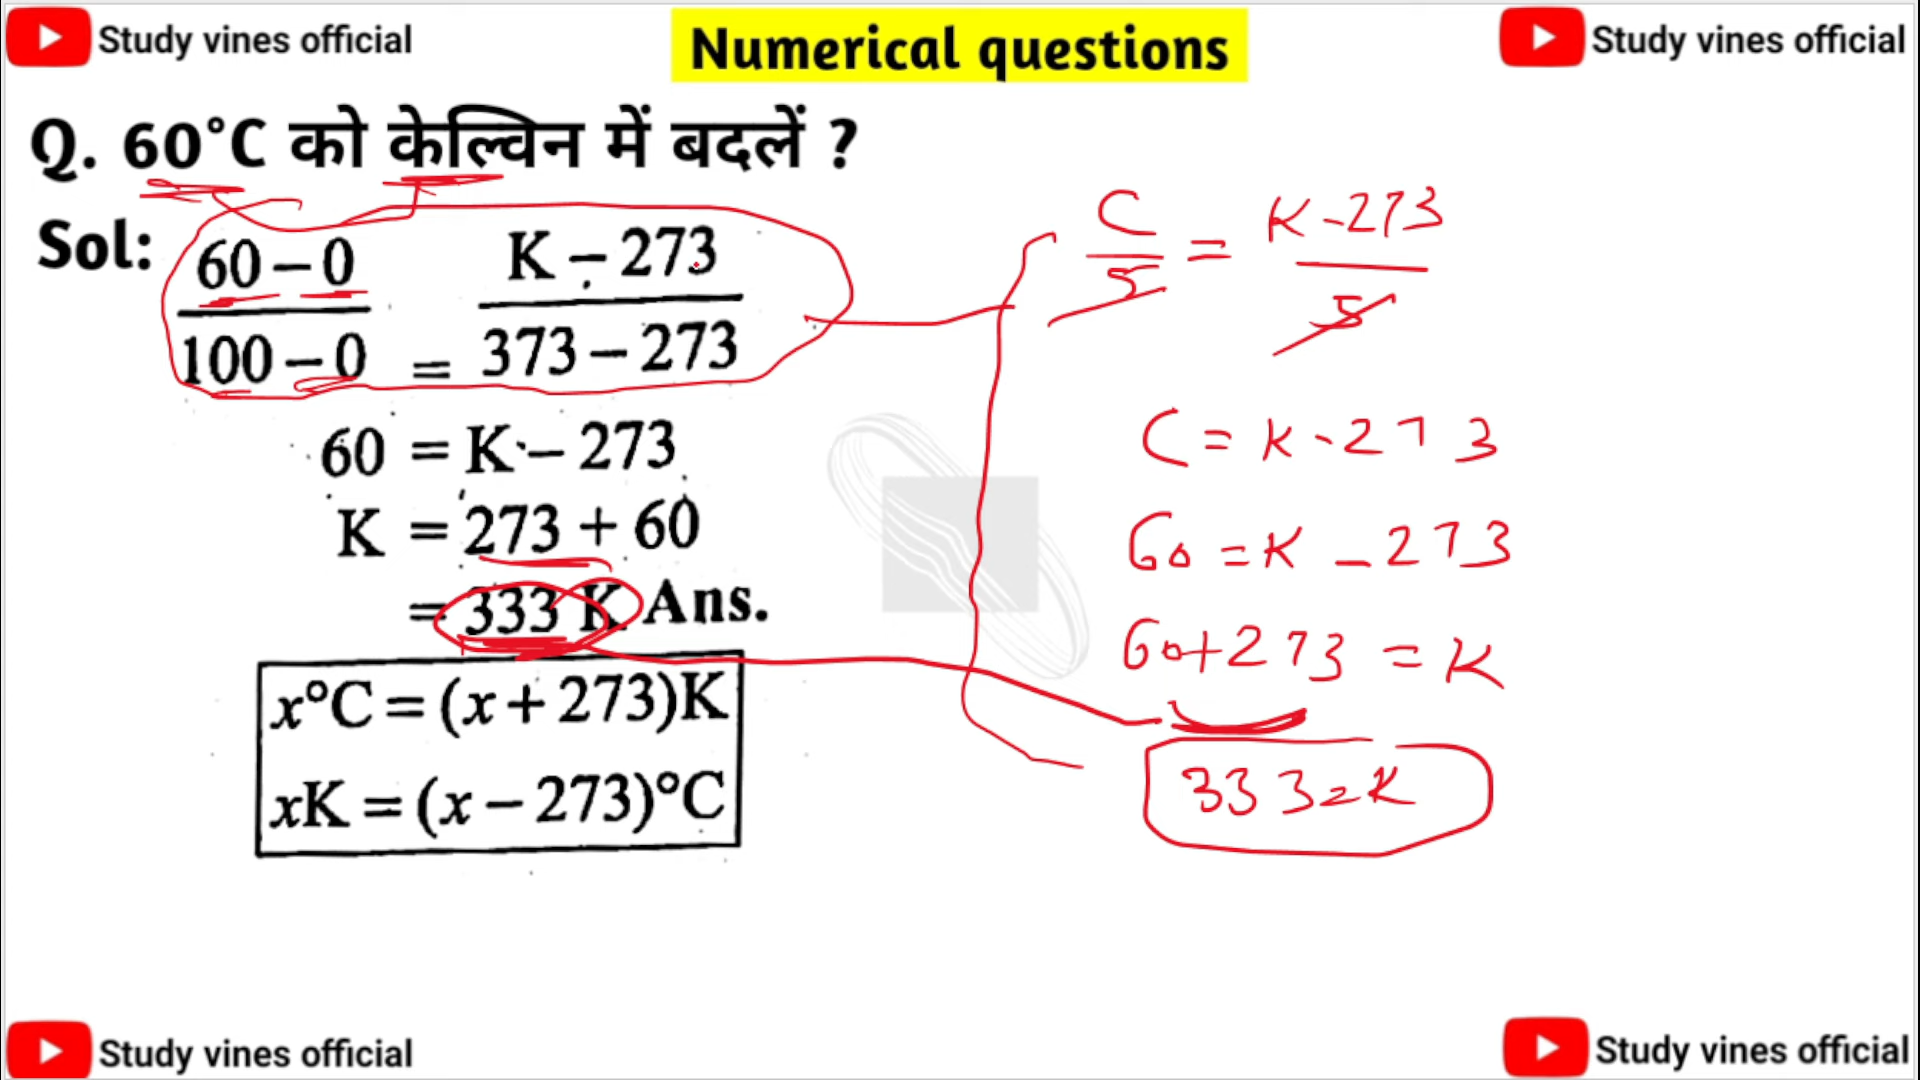 Study vines official
Numerical questions
Study vines official
Q. 60°C को केल्विन में बदलें ?
Sol:
60 – 0 / 100 – 0 = K – 273 / 373 – 273
60 = K – 273
K = 273 + 60
= 333 K Ans.
x°C = (x + 273)K
xK = (x – 273)°C
C / 5 = K - 273 / 5
C = K - 273
60 = K - 273
60 + 273 = K
333 = K
Study vines official
Study vines official